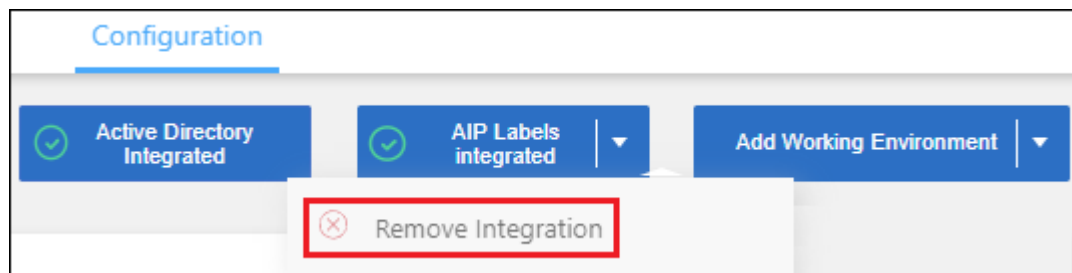 Configuration
Active Directory
Integrated
AIP Labels
integrated
Add Working Environment
Remove Integration